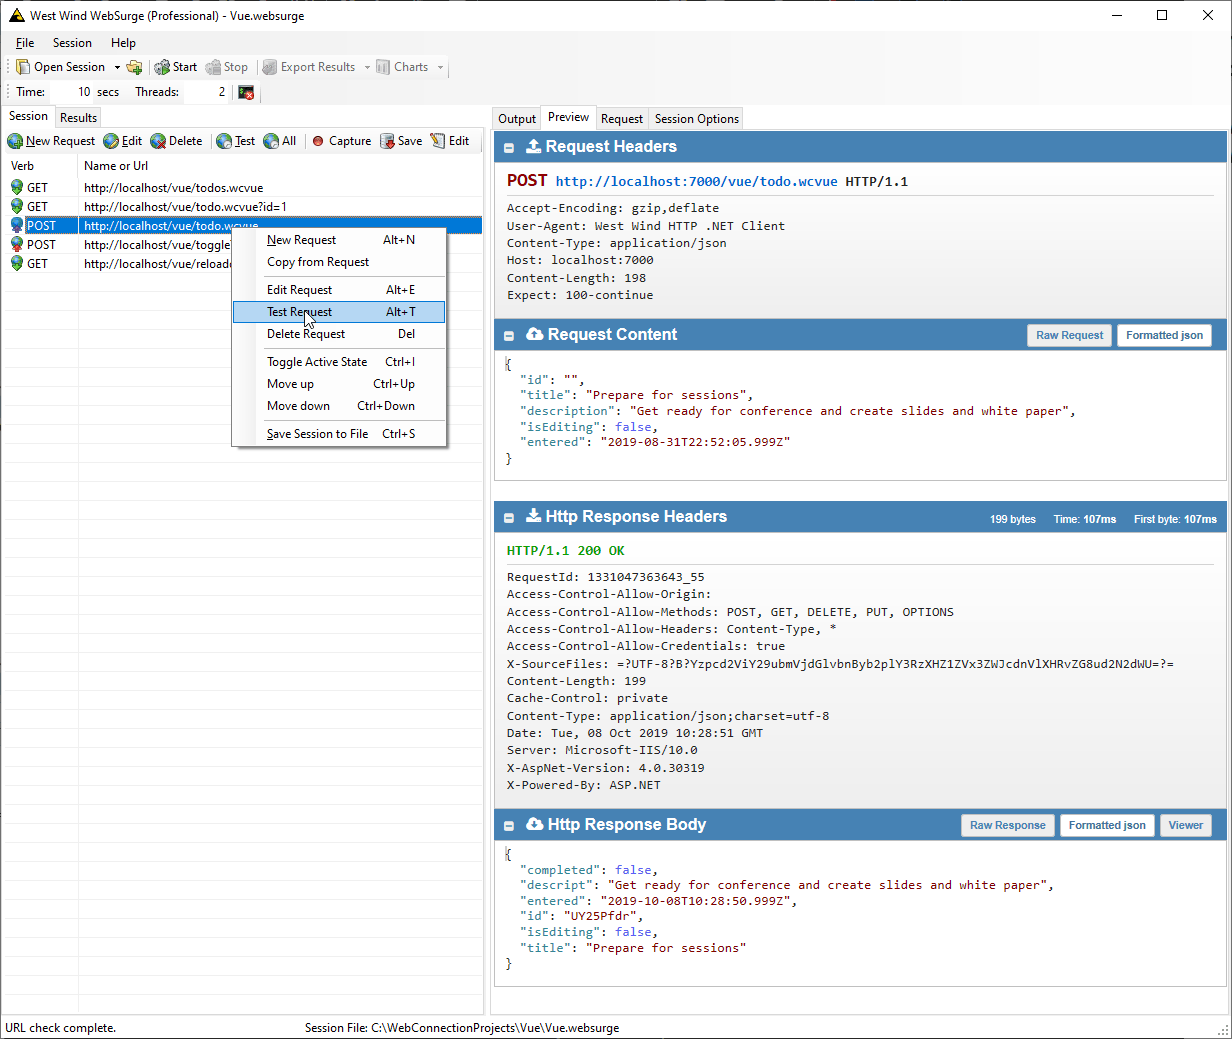 West Wind WebSurge (Professional) - Vue.websurge
File Session Help
Open Session Start Stop Export Results Charts
Time: 10 secs Threads: 2
Session Results
New Request Edit Delete Test All Capture Save Edit
Verb Name or Url
GET http://localhost/vue/todos.wcvue
GET http://localhost/vue/todo.wcvue?id=1
POST http://localhost/vue/todo.wcvue
POST http://localhost/vue/toggle
GET http://localhost/vue/reload
New Request Alt+N
Copy from Request
Edit Request Alt+E
Test Request Alt+T
Delete Request Del
Toggle Active State Ctrl+I
Move up Ctrl+Up
Move down Ctrl+Down
Save Session to File Ctrl+S
Output Preview Request Session Options
Request Headers
POST http://localhost:7000/vue/todo.wcvue HTTP/1.1
Accept-Encoding: gzip,deflate
User-Agent: West Wind HTTP .NET Client
Content-Type: application/json
Host: localhost:7000
Content-Length: 198
Expect: 100-continue
Request Content Raw Request Formatted json
{
"id": "",
"title": "Prepare for sessions",
"description": "Get ready for conference and create slides and white paper",
"isEditing": false,
"entered": "2019-08-31T22:52:05.999Z"
}
Http Response Headers 199 bytes Time: 107ms First byte: 107ms
HTTP/1.1 200 OK
RequestId: 1331047363643_55
Access-Control-Allow-Origin:
Access-Control-Allow-Methods: POST, GET, DELETE, PUT, OPTIONS
Access-Control-Allow-Headers: Content-Type, *
Access-Control-Allow-Credentials: true
X-SourceFiles: =?UTF-8?B?Yzpcd2ViY29ubmVjdGlvbnByb2plY3RzXHZ1ZVx3ZWJcdnVlXHRvZG8ud2N2dWU=?=
Content-Length: 199
Cache-Control: private
Content-Type: application/json;charset=utf-8
Date: Tue, 08 Oct 2019 10:28:51 GMT
Server: Microsoft-IIS/10.0
X-AspNet-Version: 4.0.30319
X-Powered-By: ASP.NET
Http Response Body Raw Response Formatted json Viewer
{
"completed": false,
"descript": "Get ready for conference and create slides and white paper",
"entered": "2019-10-08T10:28:50.999Z",
"id": "UY25Pfdr",
"isEditing": false,
"title": "Prepare for sessions"
}
URL check complete. Session File: C:\WebConnectionProjects\Vue\Vue.websurge